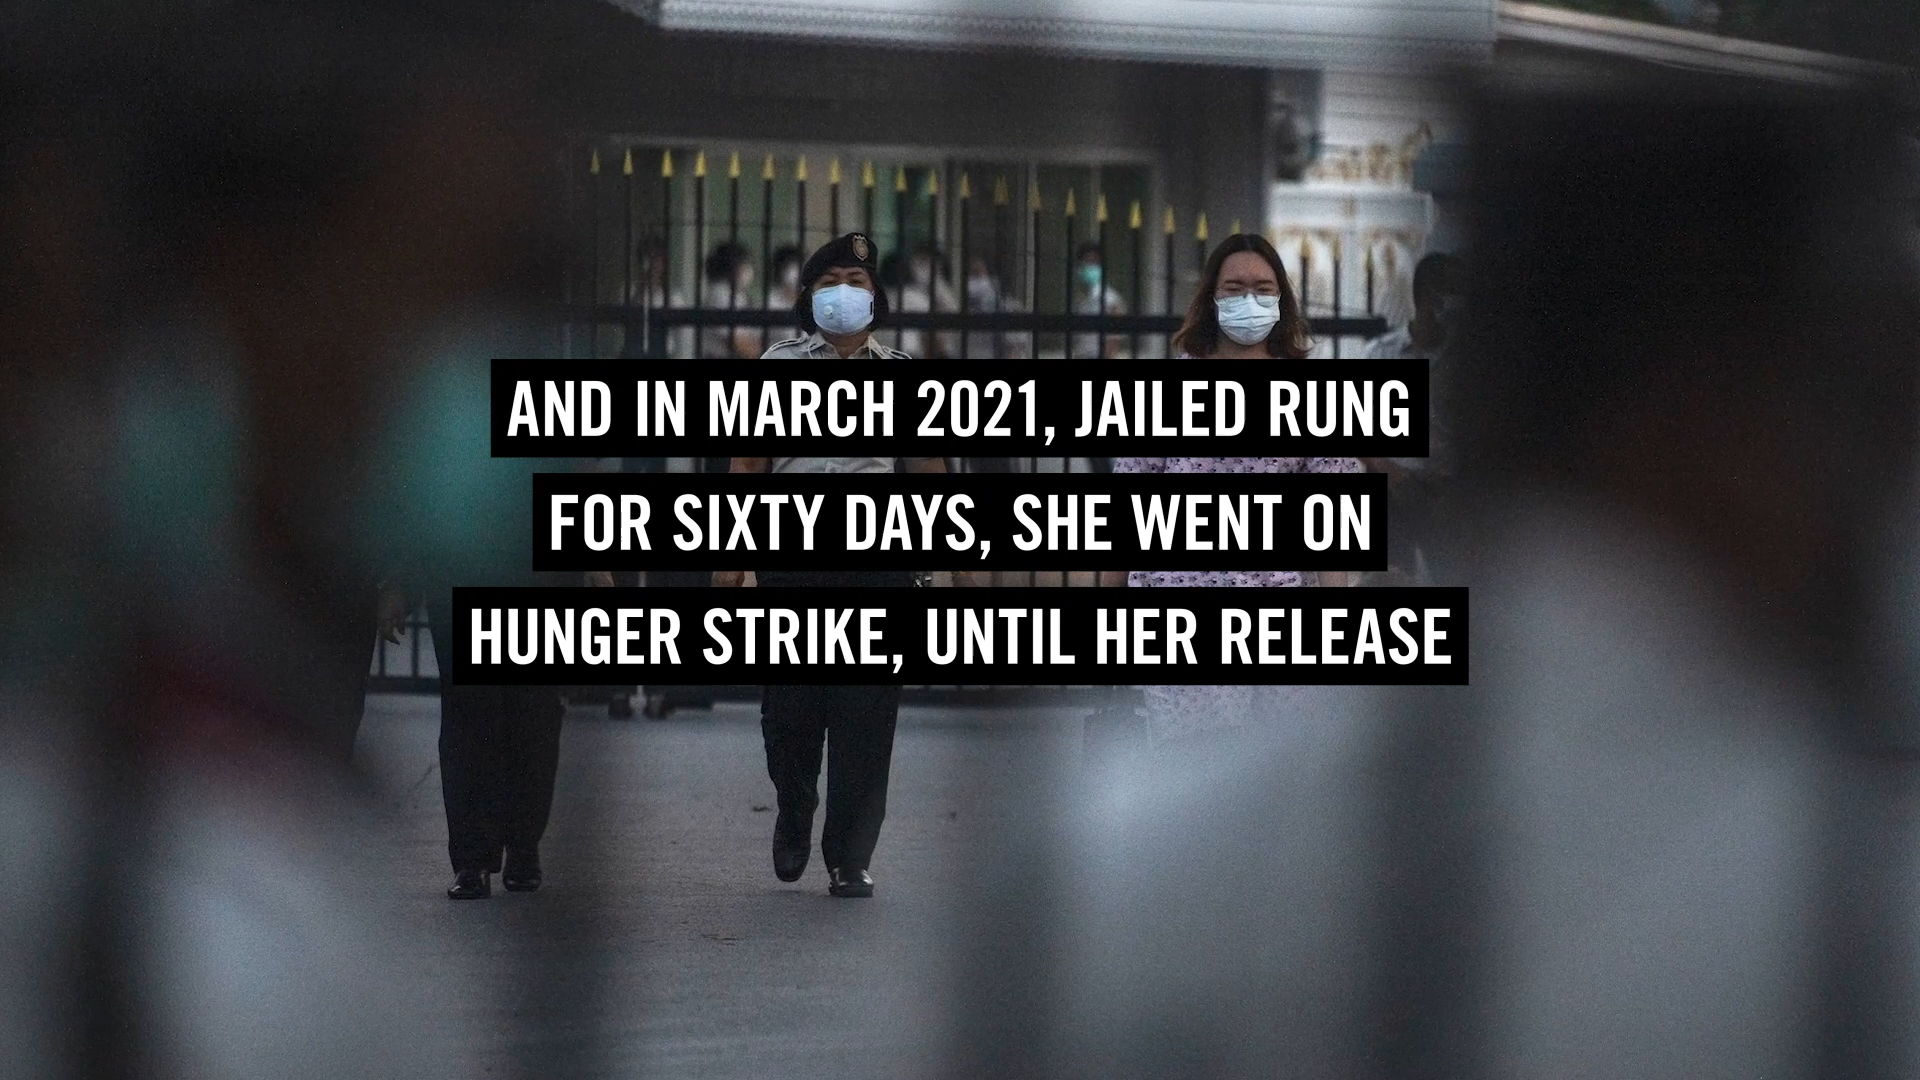 AND IN MARCH 2021, JAILED RUNG
FOR SIXTY DAYS, SHE WENT ON
HUNGER STRIKE, UNTIL HER RELEASE